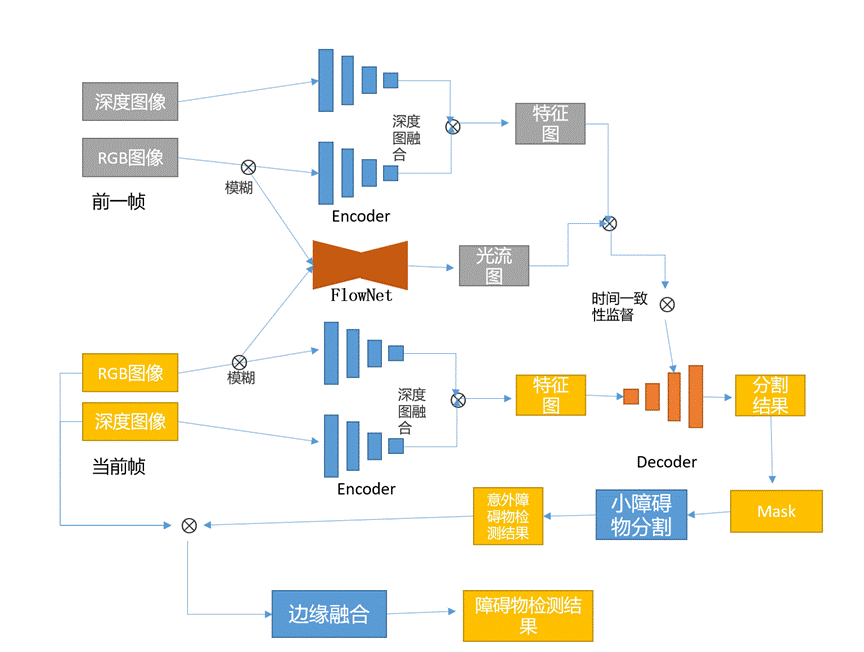 深度图像
RGB图像
前一帧
模糊
Encoder
深度
图融
合
特征
图
FlowNet
光流
图
时间一致
性监督
RGB图像
模糊
深度图像
当前帧
深度
图融
合
Encoder
特征
图
Decoder
分割
结果
Mask
小障碍
物分割
意外障
碍物检
测结果
边缘融合
障碍物检测结
果